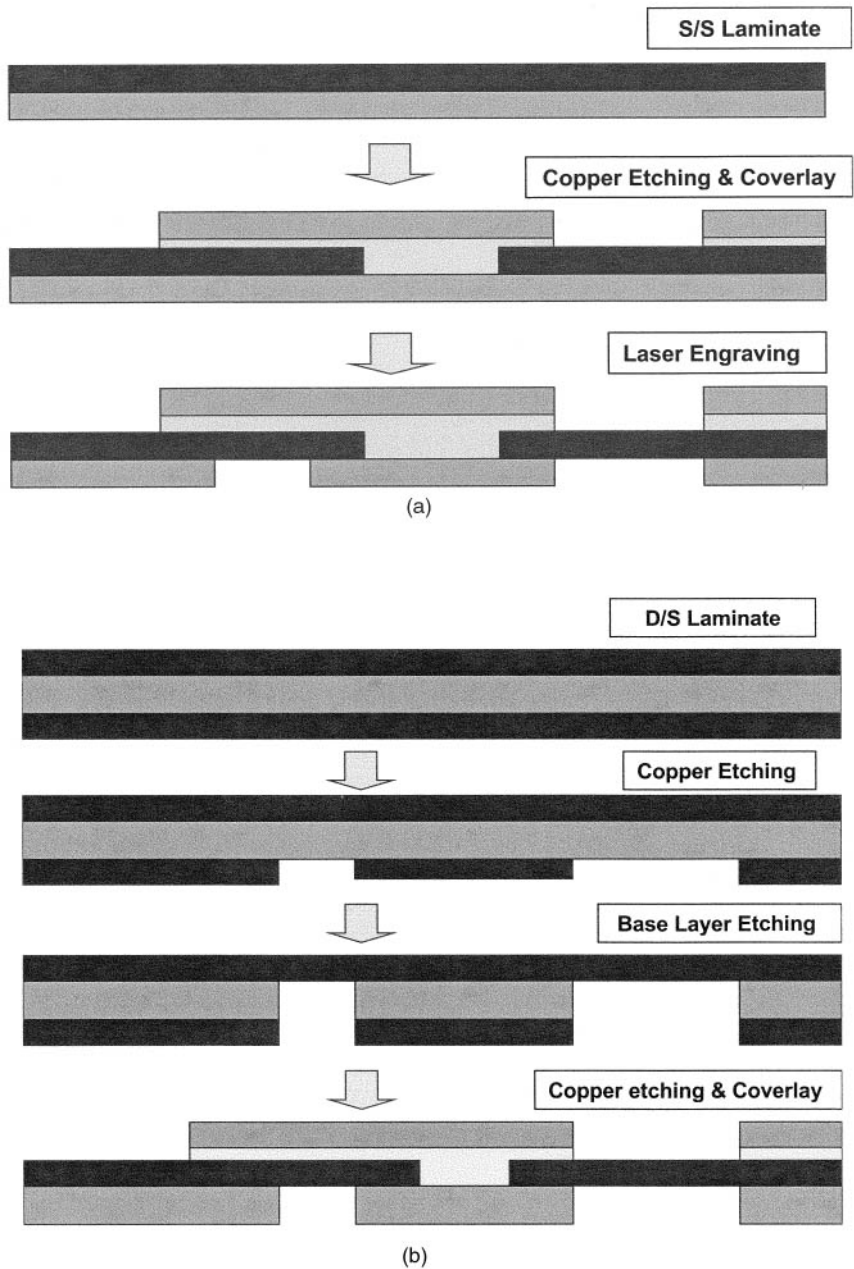 S/S Laminate
Copper Etching & Coverlay
Laser Engraving
(a)
D/S Laminate
Copper Etching
Base Layer Etching
Copper etching & Coverlay
(b)